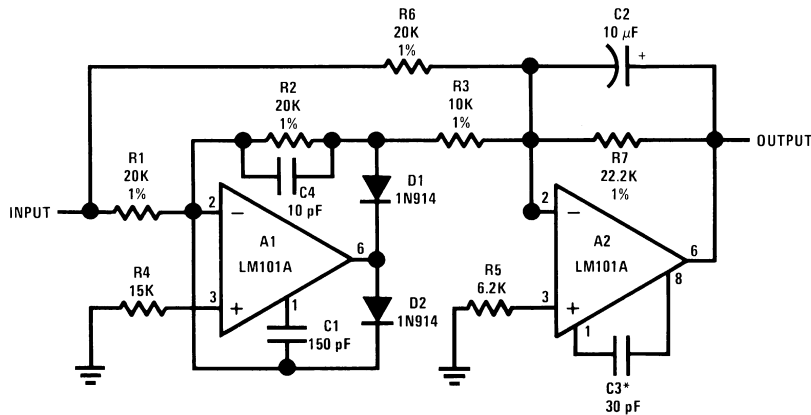 R6
20K
1%
C2
10 μF
+
R2
20K
1%
R3
10K
1%
R1
20K
1%
C4
10 pF
D1
1N914
R7
22.2K
1%
OUTPUT
INPUT
2
−
A1
LM101A
6
2
−
A2
LM101A
6
8
R4
15K
3
+
1
D2
1N914
R5
6.2K
3
+
1
C1
150 pF
C3*
30 pF